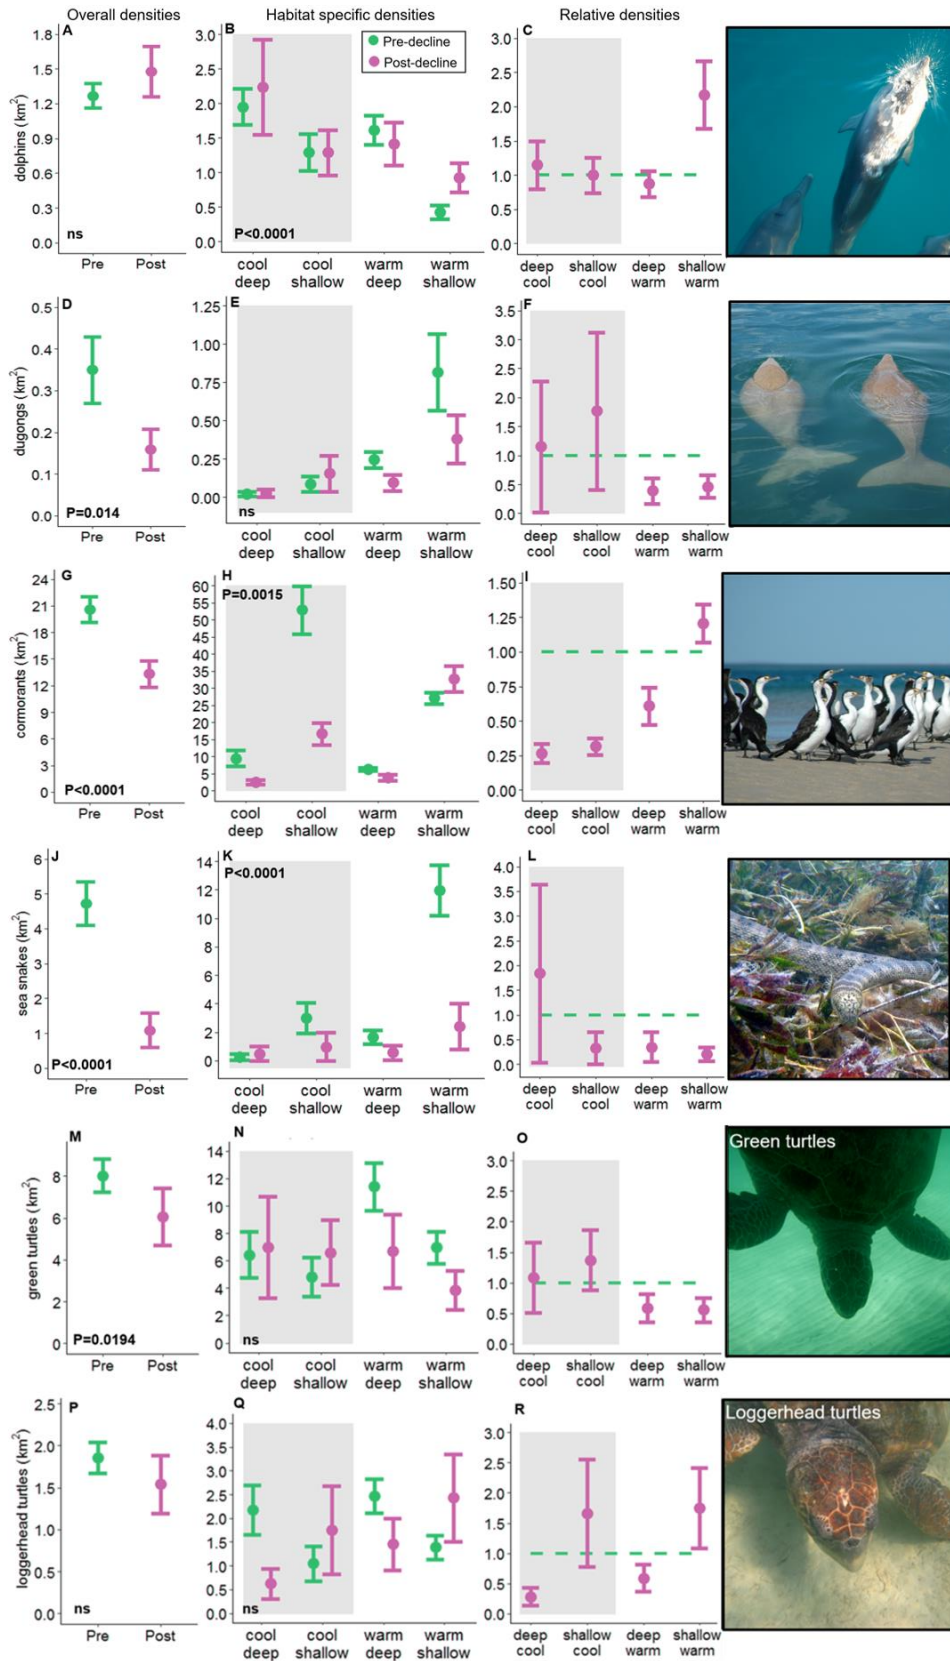 Overall densities
Habitat specific densities
Relative densities
A
dolphins (km2)
1.8
1.5
1.2
0.9
0.6
0.3
0.0
ns
Pre Post
B
3.0
2.5
2.0
1.5
1.0
0.5
0.0
Pre-decline
Post-decline
P<0.0001
cool cool warm warm
deep shallow deep shallow
C
3.0
2.5
2.0
1.5
1.0
0.5
0.0
deep shallow deep shallow
cool cool warm warm
D
dugongs (km2)
0.5
0.4
0.3
0.2
0.1
0.0
P=0.014
Pre Post
E
1.25
1.00
0.75
0.50
0.25
0.00
ns
cool cool warm warm
deep shallow deep shallow
F
3.5
3.0
2.5
2.0
1.5
1.0
0.5
0.0
deep shallow deep shallow
cool cool warm warm
G
cormorants (km2)
24
21
18
15
12
9
6
3
0
P<0.0001
Pre Post
H
60
55
50
45
40
35
30
25
20
15
10
5
0
P=0.0015
cool cool warm warm
deep shallow deep shallow
I
1.50
1.25
1.00
0.75
0.50
0.25
0.00
deep shallow deep shallow
cool cool warm warm
J
sea snakes (km2)
6
5
4
3
2
1
0
P<0.0001
Pre Post
K
14
12
10
8
6
4
2
0
P<0.0001
cool cool warm warm
deep shallow deep shallow
L
4.0
3.5
3.0
2.5
2.0
1.5
1.0
0.5
0.0
deep shallow deep shallow
cool cool warm warm
M
green turtles (km2)
8
6
4
2
0
P=0.0194
Pre Post
N
14
12
10
8
6
4
2
0
ns
cool cool warm warm
deep shallow deep shallow
O
3.0
2.5
2.0
1.5
1.0
0.5
0.0
deep shallow deep shallow
cool cool warm warm
Green turtles
P
loggerhead turtles (km2)
2.5
2.0
1.5
1.0
0.5
0.0
ns
Pre Post
Q
4.0
3.5
3.0
2.5
2.0
1.5
1.0
0.5
0.0
ns
cool cool warm warm
deep shallow deep shallow
R
3.0
2.5
2.0
1.5
1.0
0.5
0.0
deep shallow deep shallow
cool cool warm warm
Loggerhead turtles